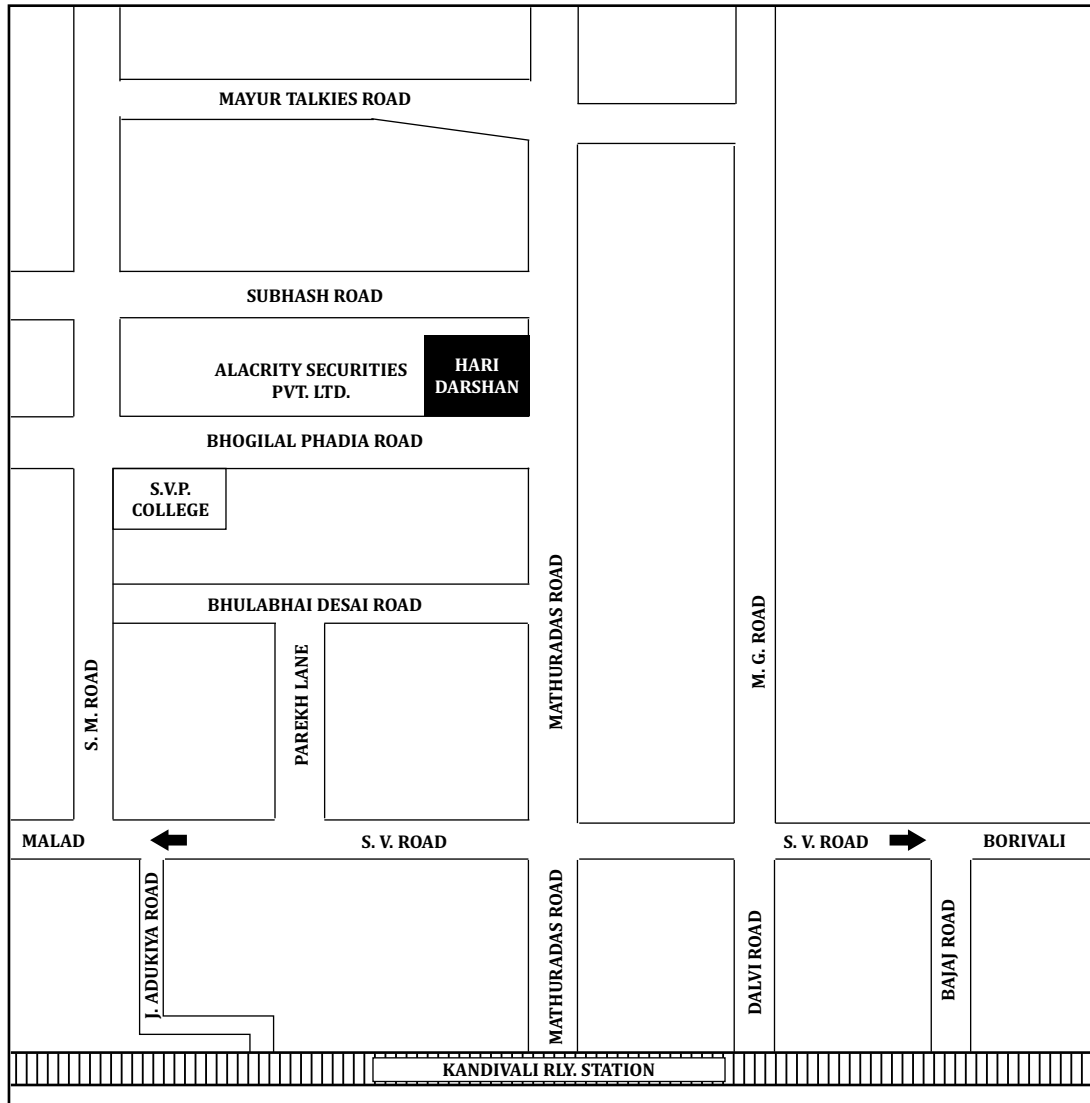 MAYUR TALKIES ROAD
SUBHASH ROAD
ALACRITY SECURITIES
PVT. LTD.
HARI
DARSHAN
BHOGILAL PHADIA ROAD
S.V.P.
COLLEGE
BHULABHAI DESAI ROAD
S. M. ROAD
PAREKH LANE
MATHURADAS ROAD
M. G. ROAD
MALAD
S. V. ROAD
S. V. ROAD
BORIVALI
J. ADUKIYA ROAD
MATHURADAS ROAD
DALVI ROAD
BAJAJ ROAD
KANDIVALI RLY. STATION